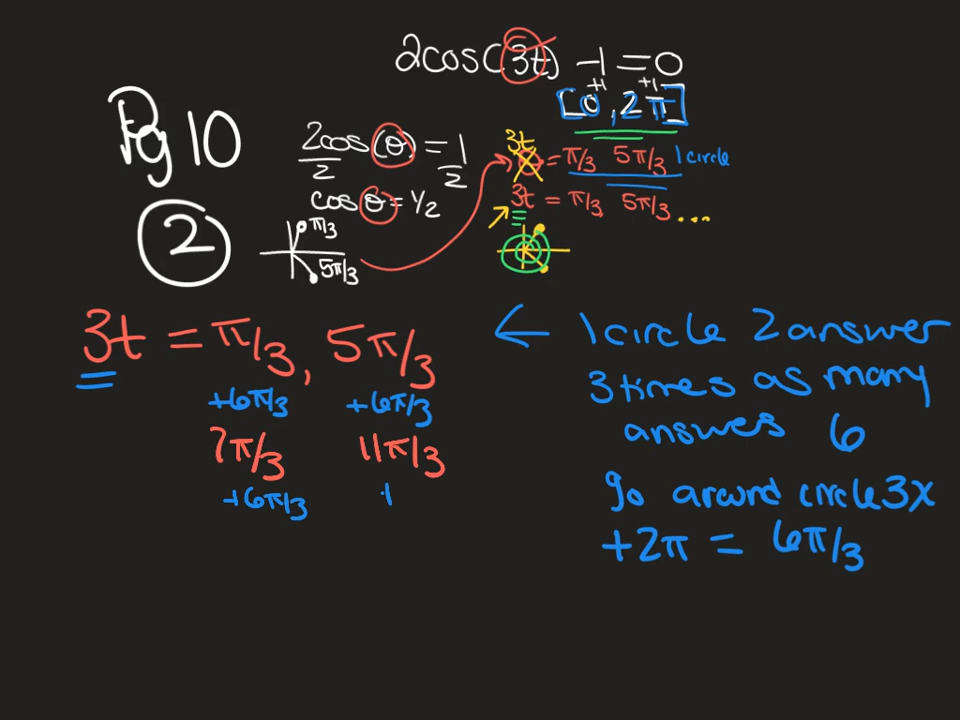 2cos(3t) -1 = 0
+1 +1
[0, 2π]
Pg 10
2
2cos(θ) = 1
2 2
cos θ = 1/2
π/3
5π/3
3t
= π/3 5π/3 1 circle
3t = π/3, 5π/3 ...
3t = π/3, 5π/3
+6π/3 +6π/3
7π/3 11π/3
+6π/3 +
← 1 circle 2 answer
3 times as many
answes 6
go around circle 3x
+2π = 6π/3